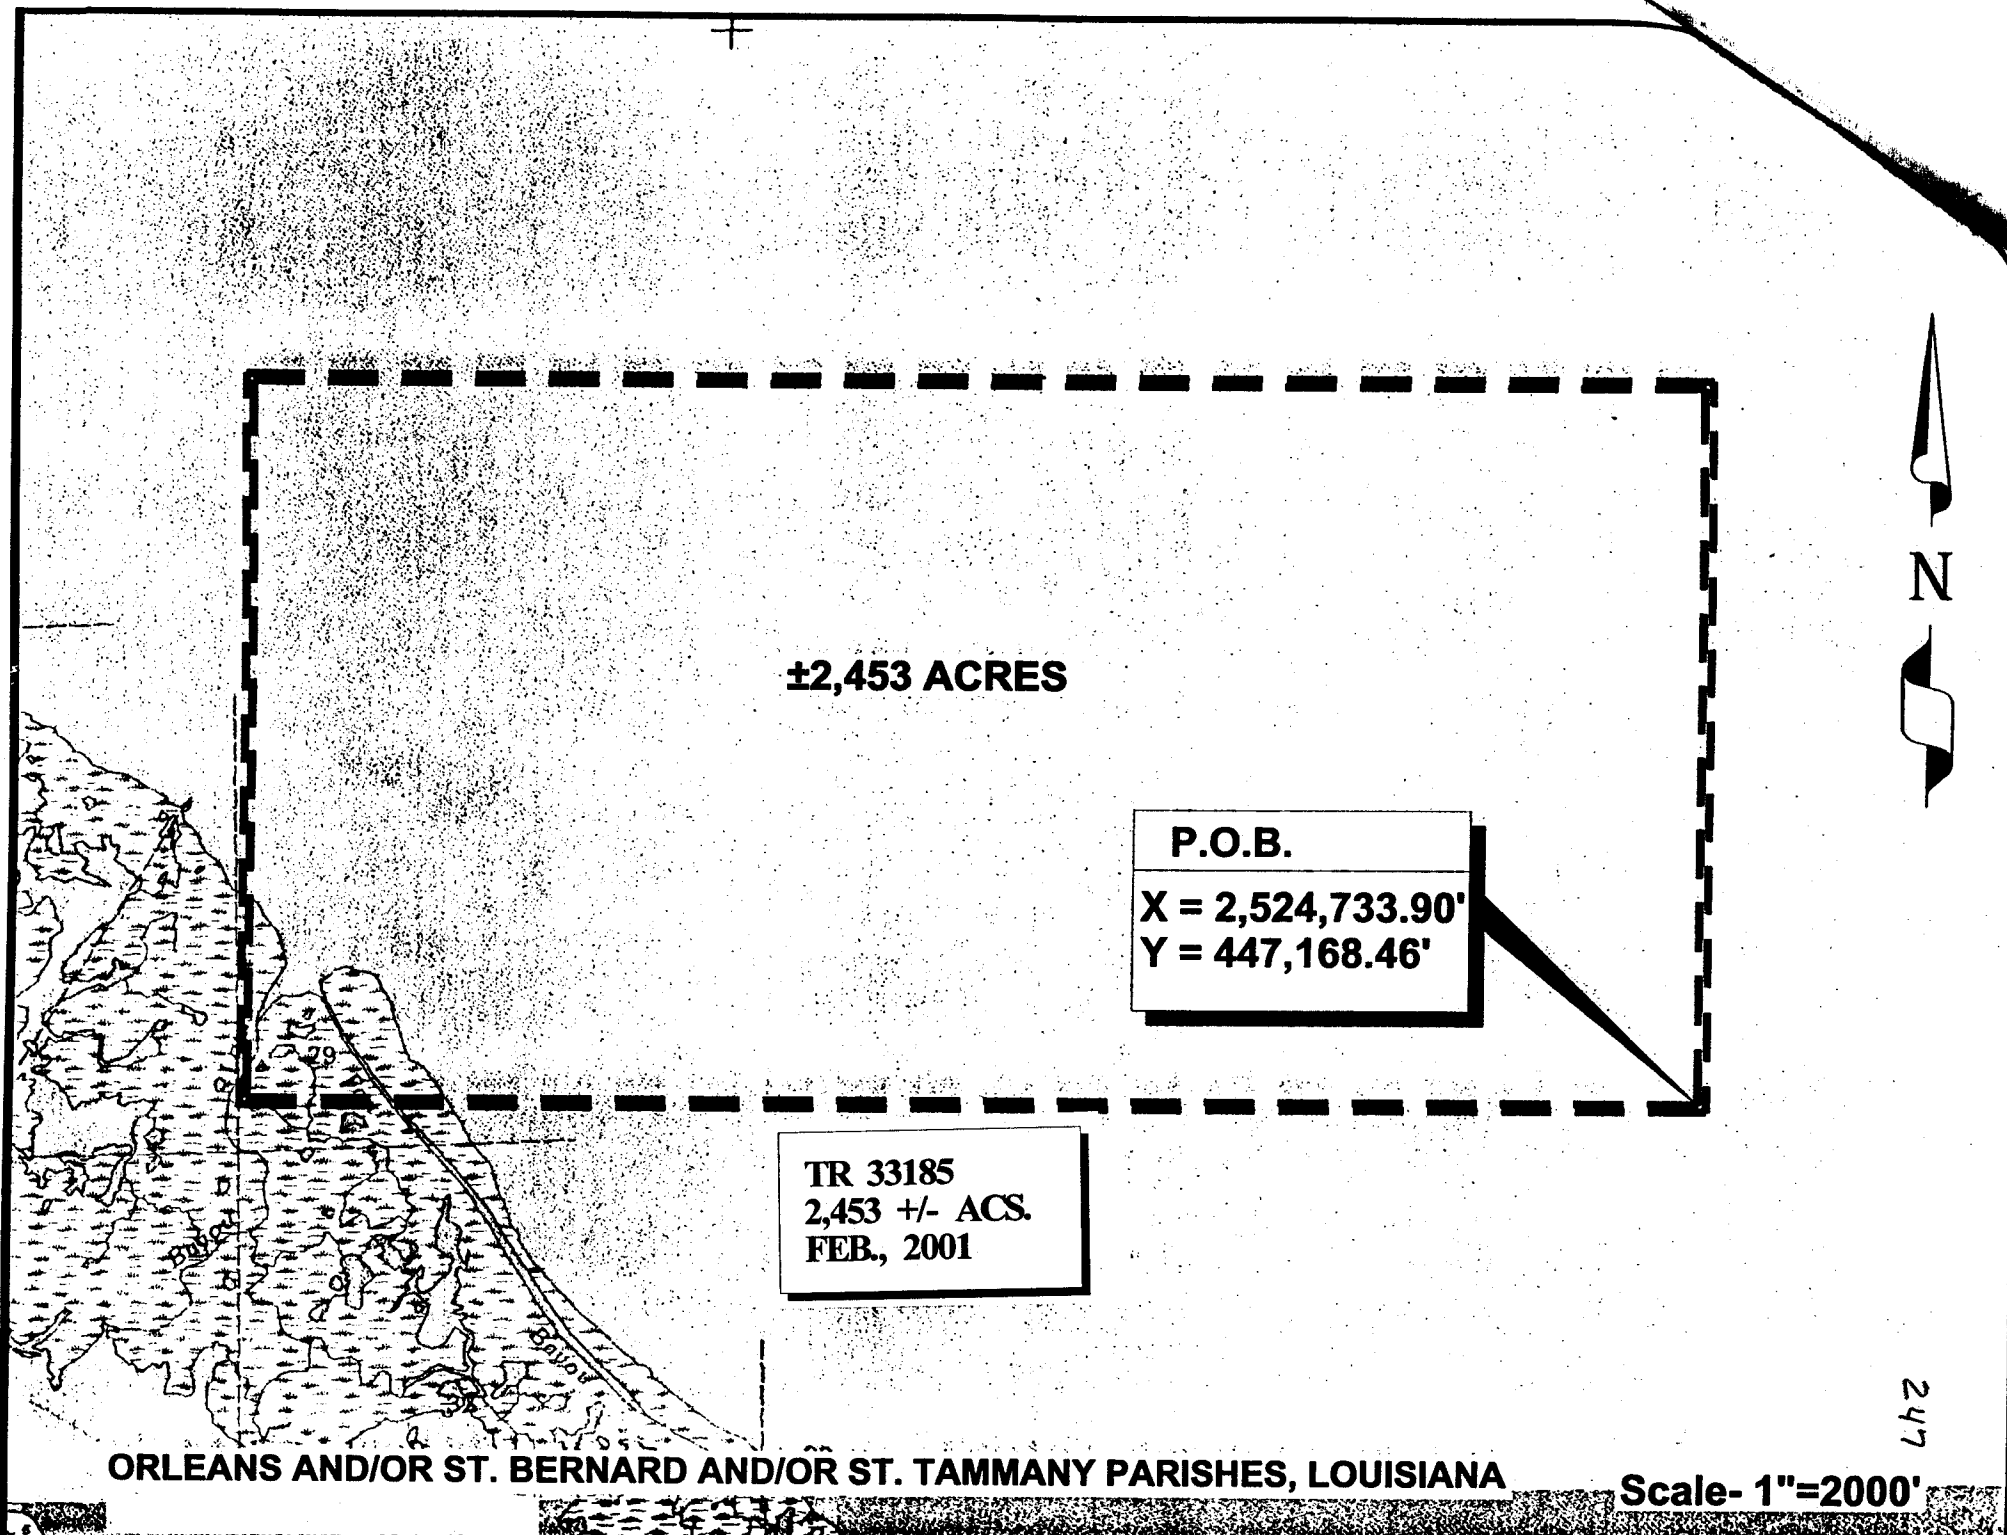 N
±2,453 ACRES
P.O.B.
X = 2,524,733.90'
Y = 447,168.46'
29
TR 33185
2,453 +/- ACS.
FEB., 2001
Bayou
Bayou
247
ORLEANS AND/OR ST. BERNARD AND/OR ST. TAMMANY PARISHES, LOUISIANA
Scale- 1"=2000'